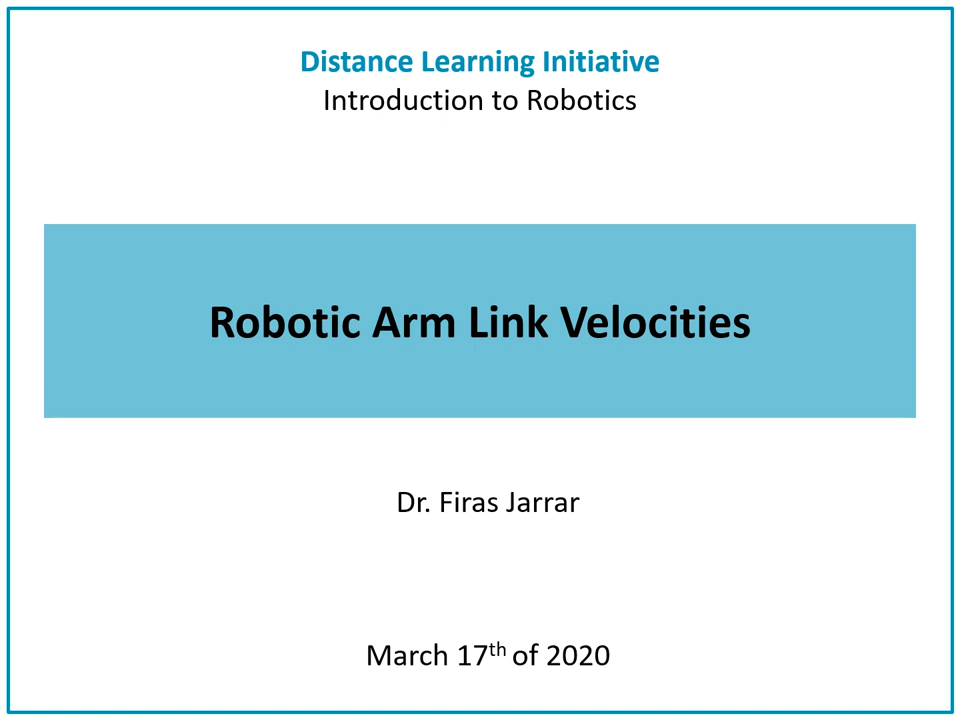 Distance Learning Initiative
Introduction to Robotics
Robotic Arm Link Velocities
Dr. Firas Jarrar
March 17th of 2020